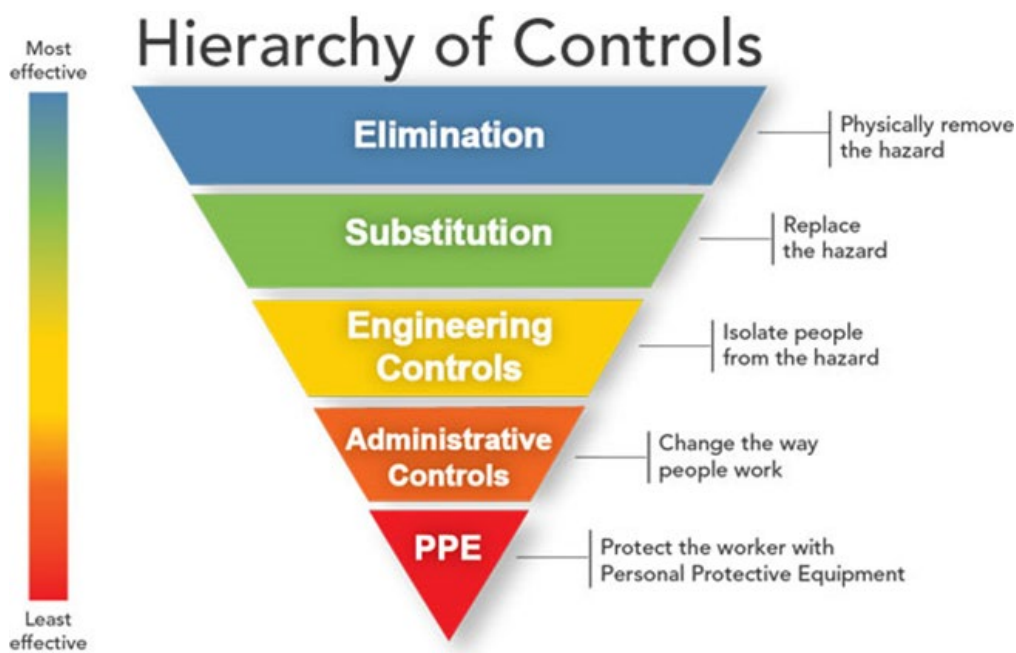 Hierarchy of Controls
Most
effective
Elimination
Physically remove
the hazard
Substitution
Replace
the hazard
Engineering
Controls
Isolate people
from the hazard
Administrative
Controls
Change the way
people work
PPE
Protect the worker with
Personal Protective Equipment
Least
effective